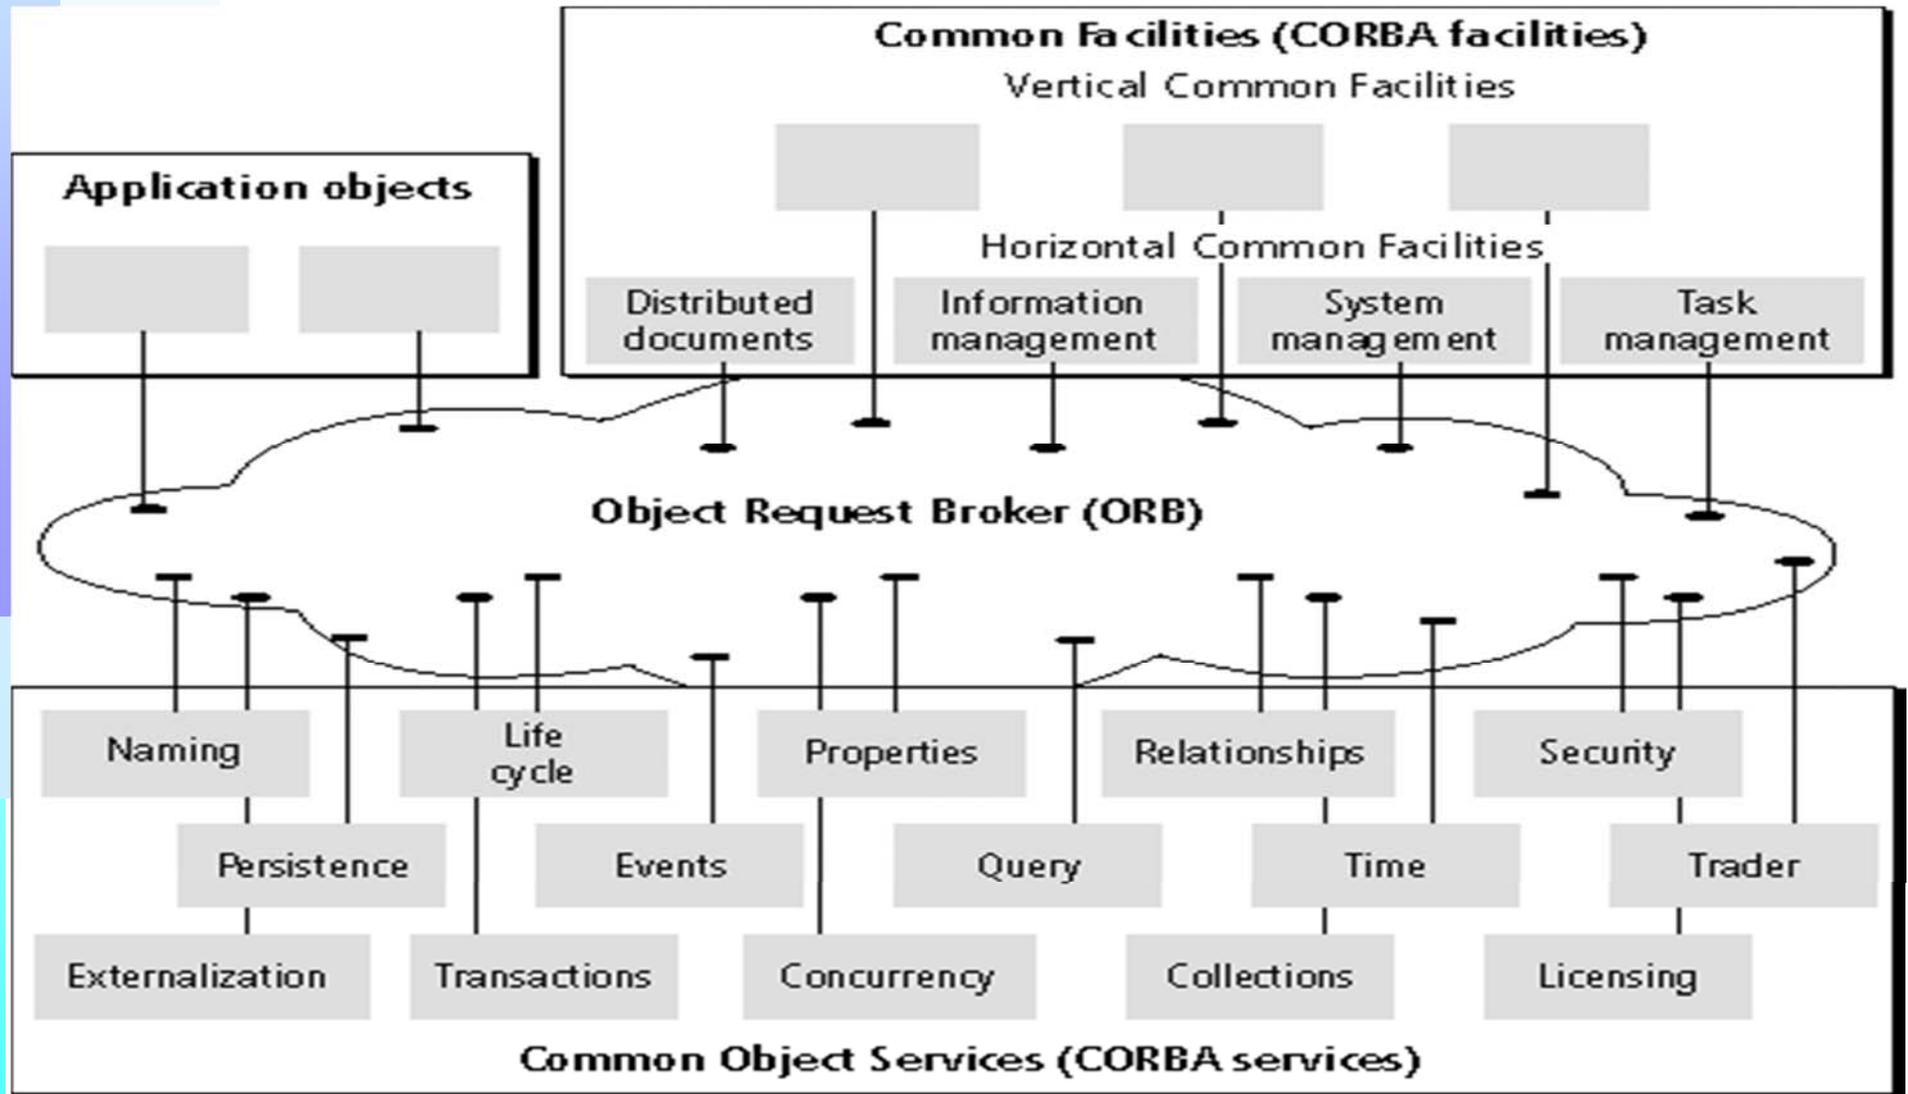 Common Facilities (CORBA facilities)
Vertical Common Facilities
Application objects
Horizontal Common Facilities
Distributed
documents
Information
management
System
management
Task
management
Object Request Broker (ORB)
Naming
Life
cycle
Properties
Relationships
Security
Persistence
Events
Query
Time
Trader
Externalization
Transactions
Concurrency
Collections
Licensing
Common Object Services (CORBA services)